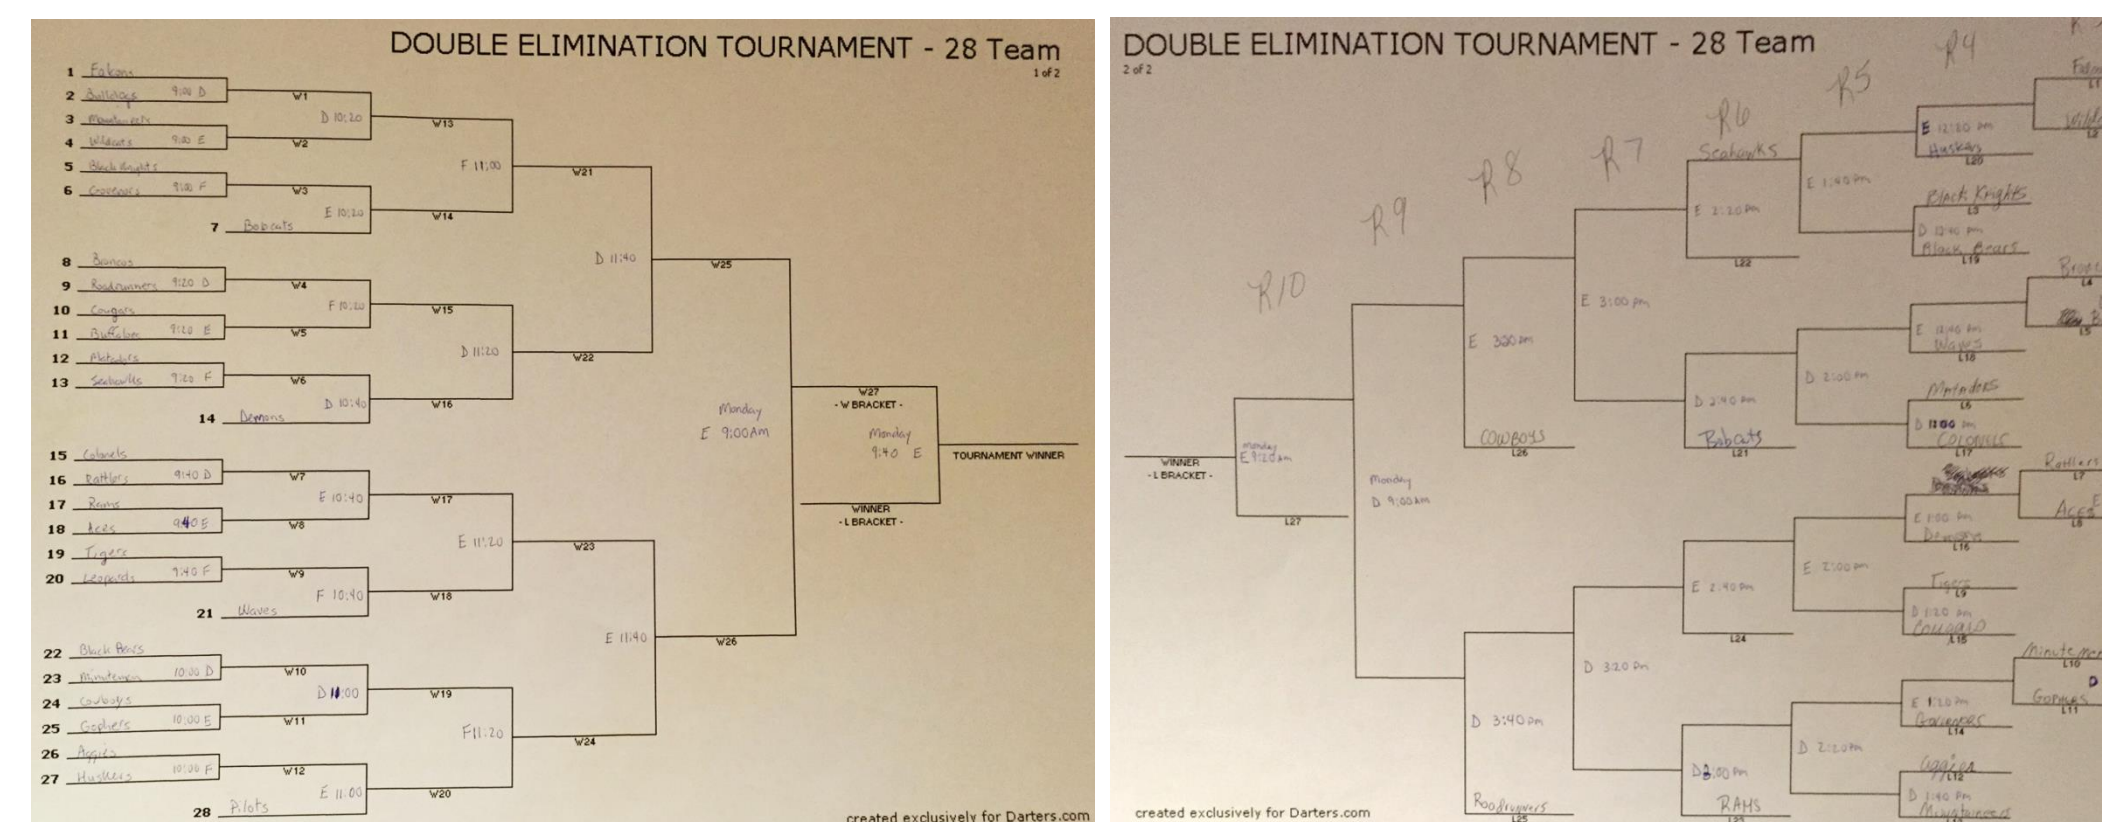 DOUBLE ELIMINATION TOURNAMENT - 28 Team
1 of 2
1 Falcons
2 Bulldogs 9:00 D
W1
3 Mountaineers
4 Wildcats 9:00 E
W2
D 10:20
W13
5 Black Knights
6 Governors 9:00 F
W3
7 Bobcats
E 10:20
W14
F 11:00
W21
8 Broncos
9 Roadrunners 9:20 D
W4
10 Cougars
11 Buffaloes 9:20 E
W5
F 10:20
W15
12 Matadors
13 Seahawks 9:20 F
W6
14 Demons
D 10:40
W16
D 11:20
W22
D 11:40
W25
15 Colonels
16 Rattlers 9:40 D
W7
17 Rams
18 Aces 9:40 E
W8
E 10:40
W17
19 Tigers
20 Leopards 9:40 F
W9
21 Waves
F 10:40
W18
E 11:20
W23
22 Black Bears
23 Minutemen 10:00 D
W10
24 Cowboys
25 Gophers 10:00 E
W11
D 11:00
W19
26 Aggies
27 Huskers 10:00 F
W12
28 Pilots
E 11:00
W20
F 11:20
W24
E 11:40
W26
Monday
E 9:00 Am
W27
- W BRACKET -
Monday
9:40 E
WINNER
- L BRACKET -
TOURNAMENT WINNER
created exclusively for Darters.com
DOUBLE ELIMINATION TOURNAMENT - 28 Team
2 of 2
R4
R5
R6
R7
R8
R9
R10
L1
L2
E 12:20 pm
Huskers
L20
Black Knights
L3
D 12:40 pm
Black Bears
L19
Seahawks
E 1:40 pm
E 2:20 pm
L22
L4
L5
E 12:40 pm
Waves
L18
Matadors
L6
D 1:00 pm
COLONELS
L17
D 2:00 pm
D 2:40 pm
Bobcats
L21
E 3:00 pm
E 3:20 pm
COWBOYS
L26
Rattlers
L7
Aces
L8
E 1:00 pm
Demons
L16
Tigers
L9
D 1:20 pm
COUGARS
L15
E 2:00 pm
E 2:40 pm
L24
Minutemen
L10
D
Gophers
L11
E 1:20 pm
Governors
L14
Aggies
L12
D 1:40 pm
Mountaineers
D 2:20 pm
D 3:00 pm
RAMS
D 3:20 pm
D 3:40 pm
Roadrunners
L25
Monday
D 9:00 AM
monday
E 9:20 am
L27
WINNER
- L BRACKET -
created exclusively for Darters.com